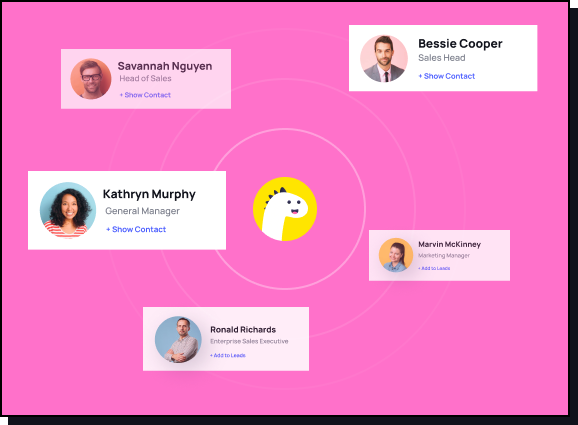 Bessie Cooper
Sales Head
+ Show Contact
Savannah Nguyen
Head of Sales
+ Show Contact
Kathryn Murphy
General Manager
+ Show Contact
Marvin McKinney
Marketing Manager
+ Add to Leads
Ronald Richards
Enterprise Sales Executive
+ Add to Leads